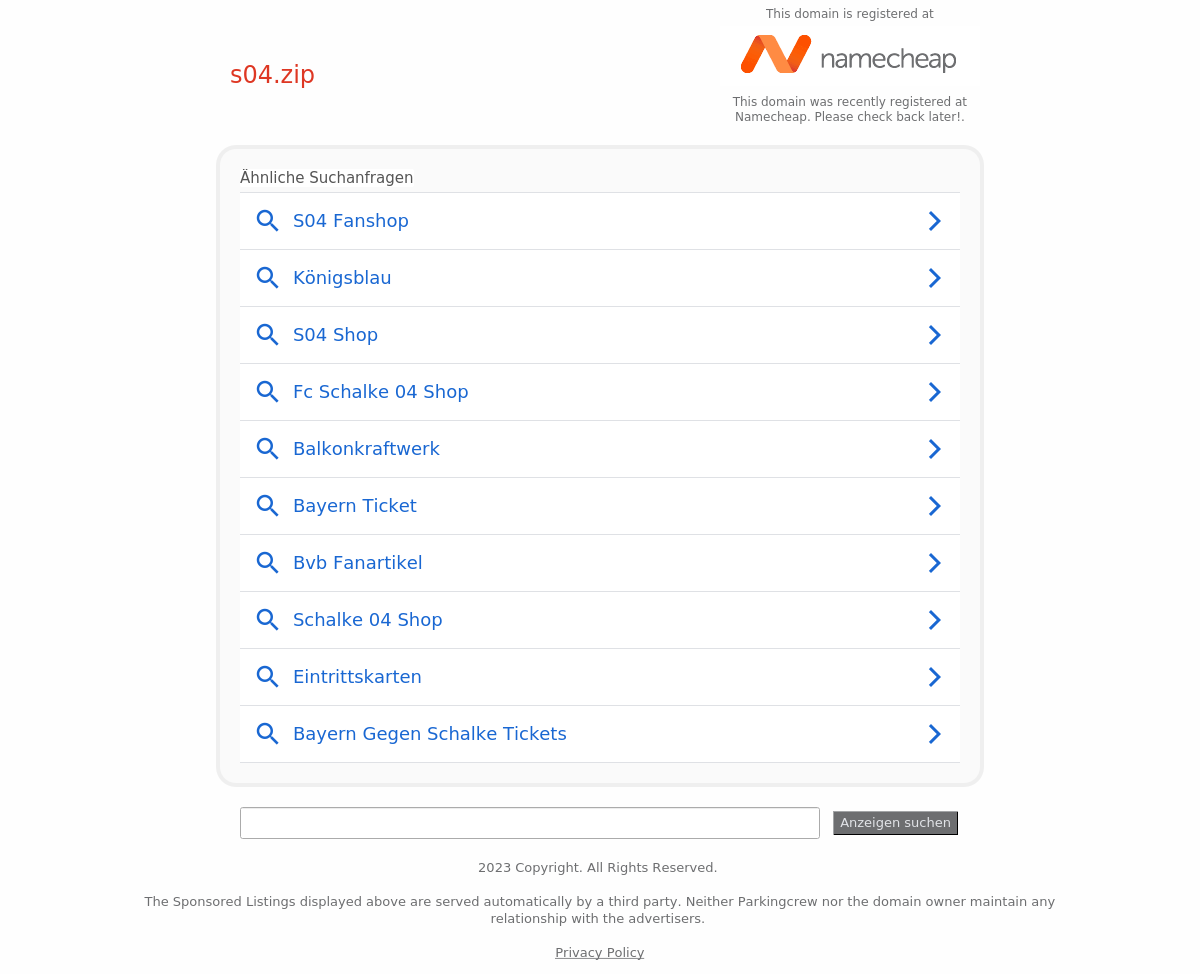 This domain is registered at
namecheap
s04.zip
This domain was recently registered at
Namecheap. Please check back later!.
Ähnliche Suchanfragen
S04 Fanshop
Königsblau
S04 Shop
Fc Schalke 04 Shop
Balkonkraftwerk
Bayern Ticket
Bvb Fanartikel
Schalke 04 Shop
Eintrittskarten
Bayern Gegen Schalke Tickets
Anzeigen suchen
2023 Copyright. All Rights Reserved.
The Sponsored Listings displayed above are served automatically by a third party. Neither Parkingcrew nor the domain owner maintain any
relationship with the advertisers.
Privacy Policy